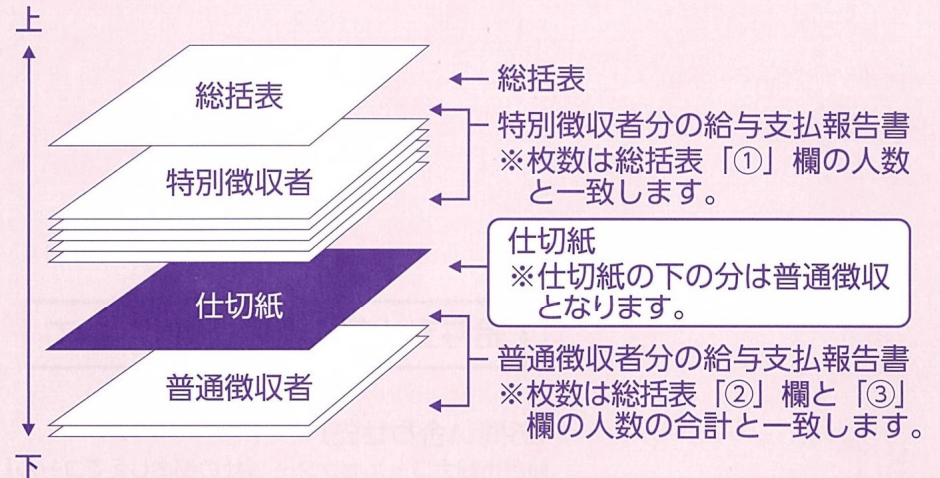 上
総括表
特別徴収者
仕切紙
普通徴収者
下
総括表
特別徴収者分の給与支払報告書
※枚数は総括表「①」欄の人数
と一致します。
仕切紙
※仕切紙の下の分は普通徴収
となります。
普通徴収者分の給与支払報告書
※枚数は総括表「②」欄と「③」
欄の人数の合計と一致します。